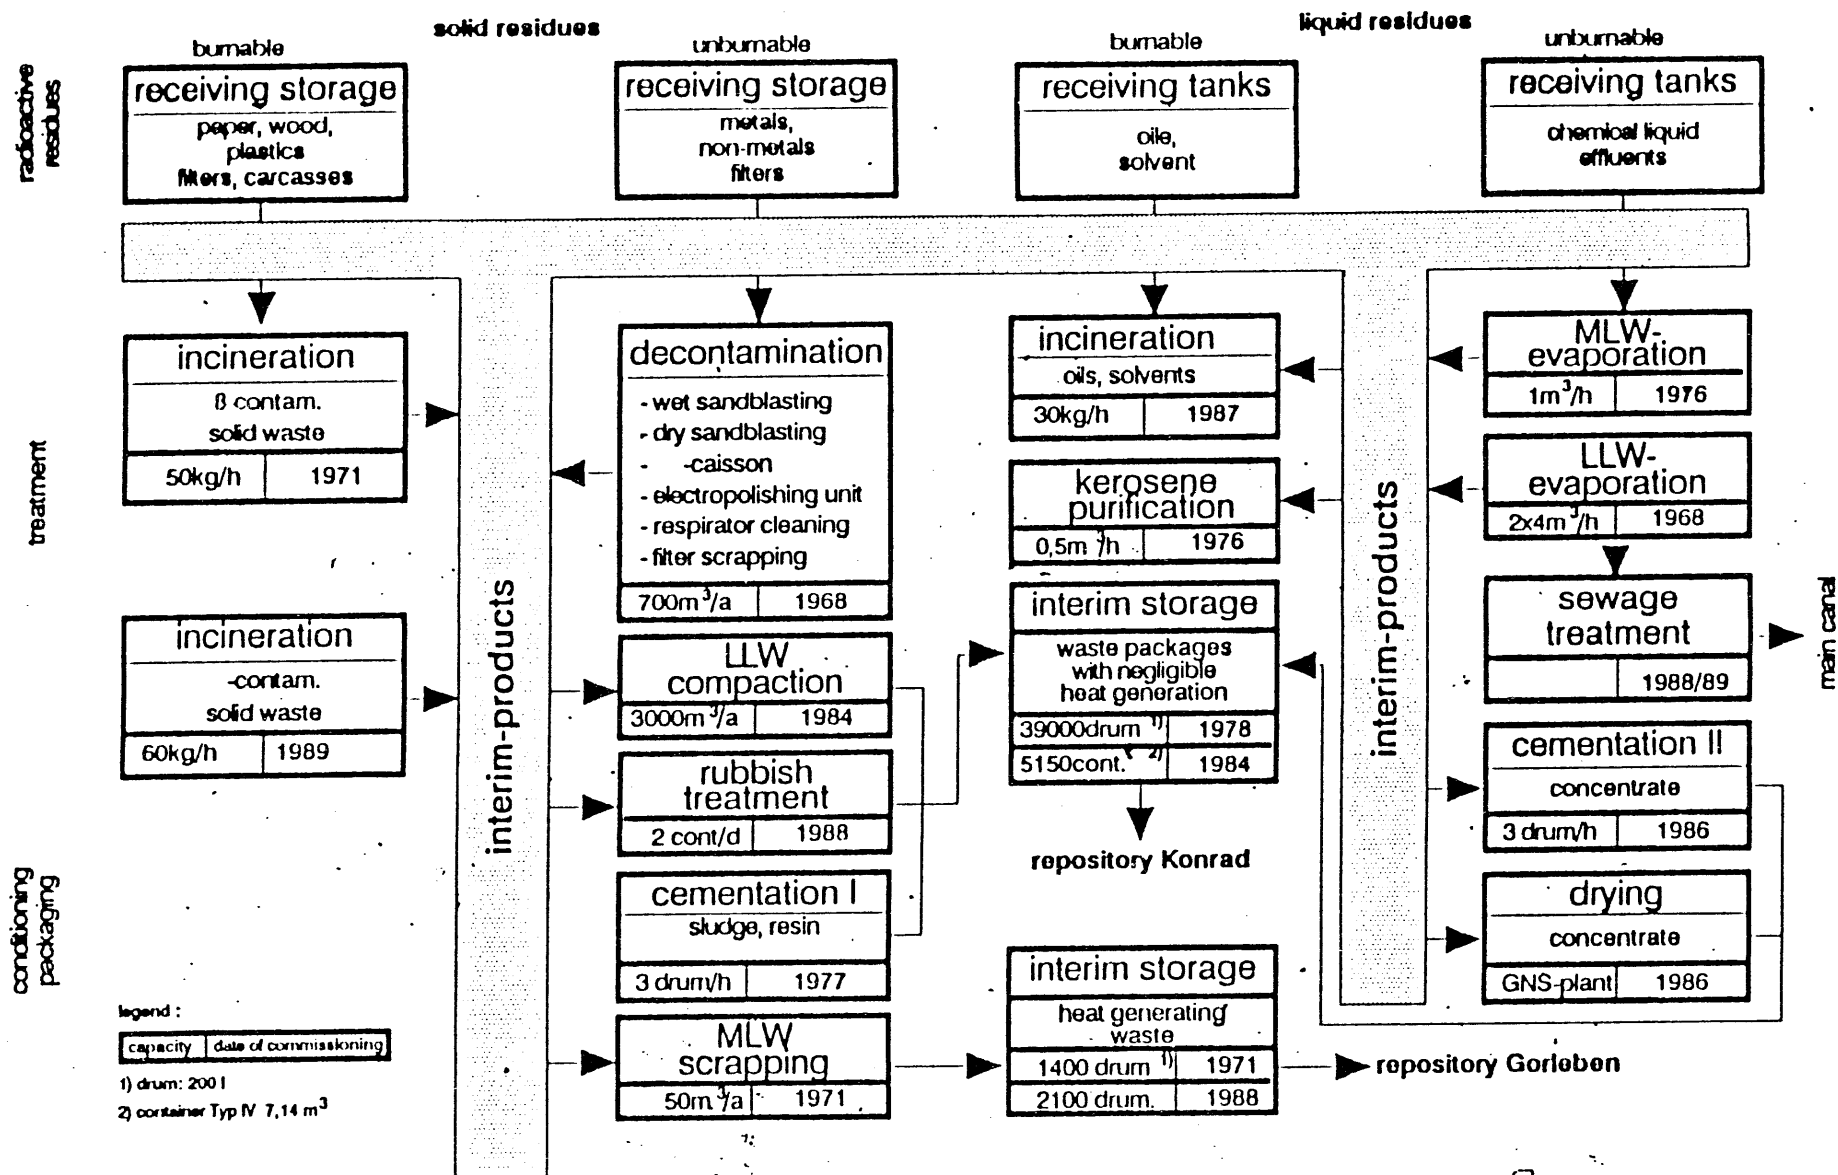 solid residues
liquid residues
burnable
unburnable
burnable
unburnable
radioactive
residues
receiving storage
paper, wood,
plastics
filters, carcasses
receiving storage
metals,
non-metals
filters
receiving tanks
oile,
solvent
receiving tanks
chemical liquid
effluents
treatment
incineration
ß contam.
solid waste
50kg/h 1971
incineration
-contam.
solid waste
60kg/h 1989
interim-products
decontamination
- wet sandblasting
- dry sandblasting
- -caisson
- electropolishing unit
- respirator cleaning
- filter scrapping
700m³/a 1968
LLW
compaction
3000m³/a 1984
rubbish
treatment
2 cont/d 1988
cementation I
sludge, resin
3 drum/h 1977
MLW
scrapping
50m³/a 1971
incineration
oils, solvents
30kg/h 1987
kerosene
purification
0,5m³/h 1976
interim storage
waste packages
with negligible
heat generation
39000drum 1) 1978
5150cont. 2) 1984
repository Konrad
interim storage
heat generating
waste
1400 drum 1) 1971
2100 drum. 1988
repository Gorleben
interim-products
MLW-
evaporation
1m³/h 1976
LLW-
evaporation
2x4m³/h 1968
sewage
treatment
1988/89
main canal
cementation II
concentrate
3 drum/h 1986
drying
concentrate
GNS-plant 1986
conditioning
packaging
legend :
capacity date of commissioning
1) drum: 200 l
2) container Typ IV 7,14 m³